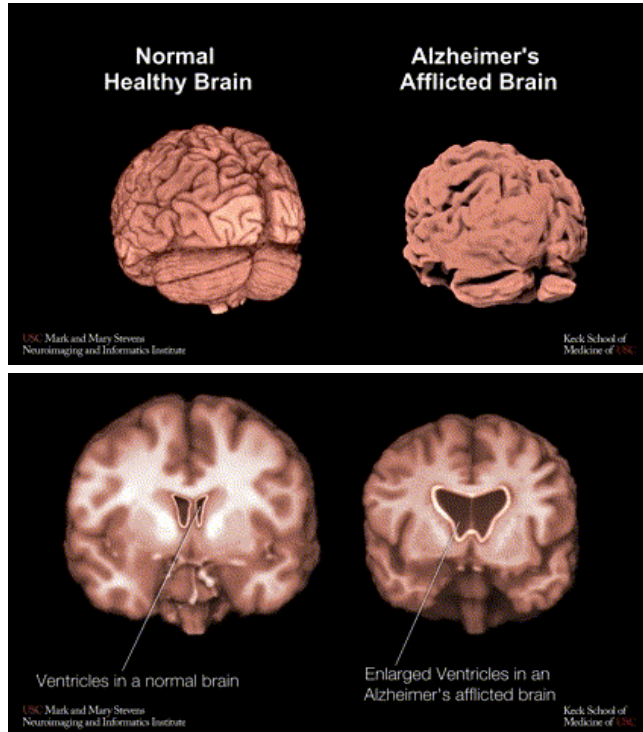 Normal
Healthy Brain
Alzheimer's
Afflicted Brain
USC Mark and Mary Stevens
Neuroimaging and Informatics Institute
Keck School of
Medicine of USC
Ventricles in a normal brain
Enlarged Ventricles in an
Alzheimer's afflicted brain
USC Mark and Mary Stevens
Neuroimaging and Informatics Institute
Keck School of
Medicine of USC